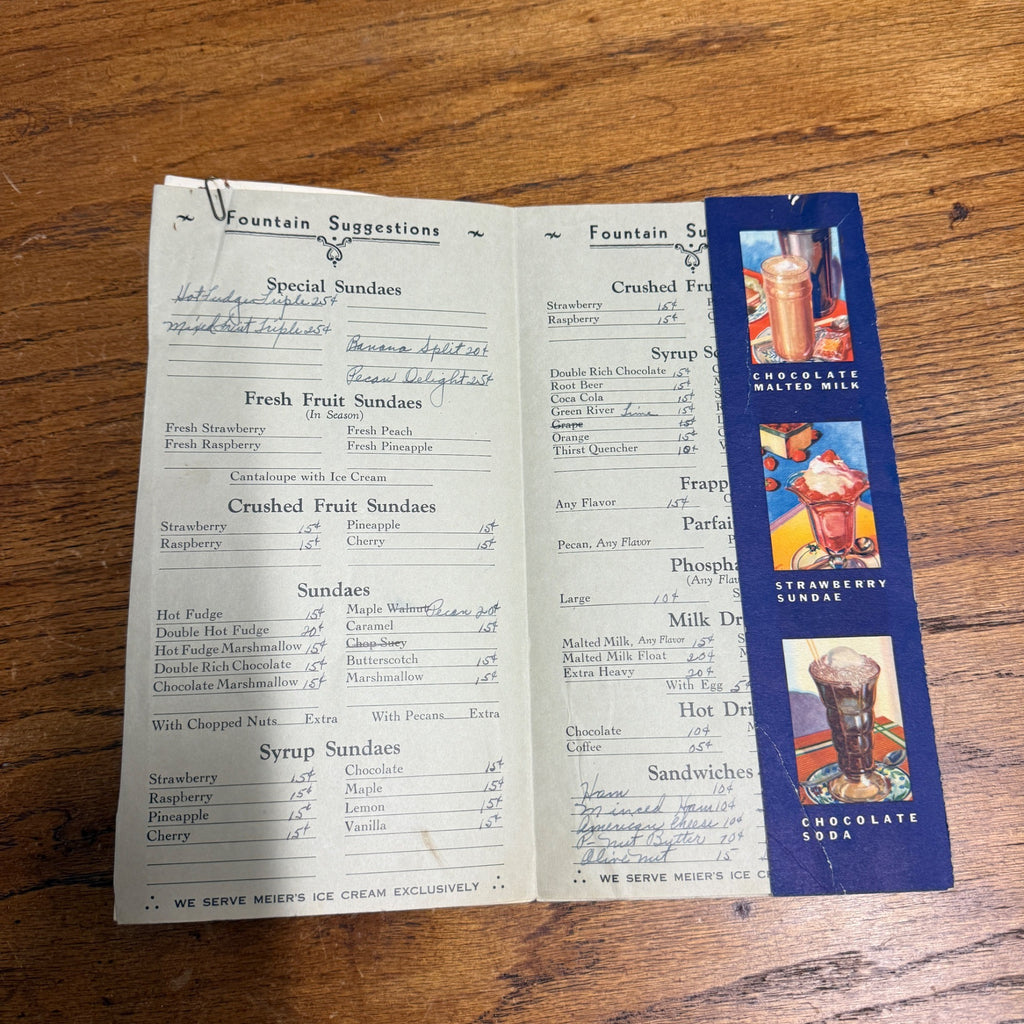 Fountain Suggestions
Special Sundaes
Hot Fudge Triple 25¢
Mixed Fruit Triple 25¢
Banana Split 20¢
Pecan Delight 25¢
Fresh Fruit Sundaes
(In Season)
Fresh Strawberry Fresh Peach
Fresh Raspberry Fresh Pineapple
Cantaloupe with Ice Cream
Crushed Fruit Sundaes
Strawberry 15¢ Pineapple 15¢
Raspberry 15¢ Cherry 15¢
Sundaes
Hot Fudge 15¢ Maple Walnut Pecan 20¢
Double Hot Fudge 20¢ Caramel 15¢
Hot Fudge Marshmallow 15¢ Chop Suey
Double Rich Chocolate 15¢ Butterscotch 15¢
Chocolate Marshmallow 15¢ Marshmallow 15¢
With Chopped Nuts Extra With Pecans Extra
Syrup Sundaes
Strawberry 15¢ Chocolate 15¢
Raspberry 15¢ Maple 15¢
Pineapple 15¢ Lemon 15¢
Cherry 15¢ Vanilla 15¢
WE SERVE MEIER'S ICE CREAM EXCLUSIVELY
Fountain Su
Crushed Fru
Strawberry 15¢
Raspberry 15¢
Syrup So
Double Rich Chocolate 15¢
Root Beer 15¢
Coca Cola 15¢
Green River Lime 15¢
Grape 15¢
Orange 15¢
Thirst Quencher 10¢
Frapp
Any Flavor 15¢
Parfai
Pecan, Any Flavor
Phospha
(Any Flav
Large 10¢
Milk Dr
Malted Milk, Any Flavor 15¢
Malted Milk Float 20¢
Extra Heavy 20¢
With Egg 5¢
Hot Dri
Chocolate 10¢
Coffee 05¢
Sandwiches
Ham 10¢
Minced Ham 10¢
American Cheese 10¢
P-nut Bytter 10¢
Olive nut 15
WE SERVE MEIER'S ICE C
CHOCOLATE
MALTED MILK
STRAWBERRY
SUNDAE
CHOCOLATE
SODA